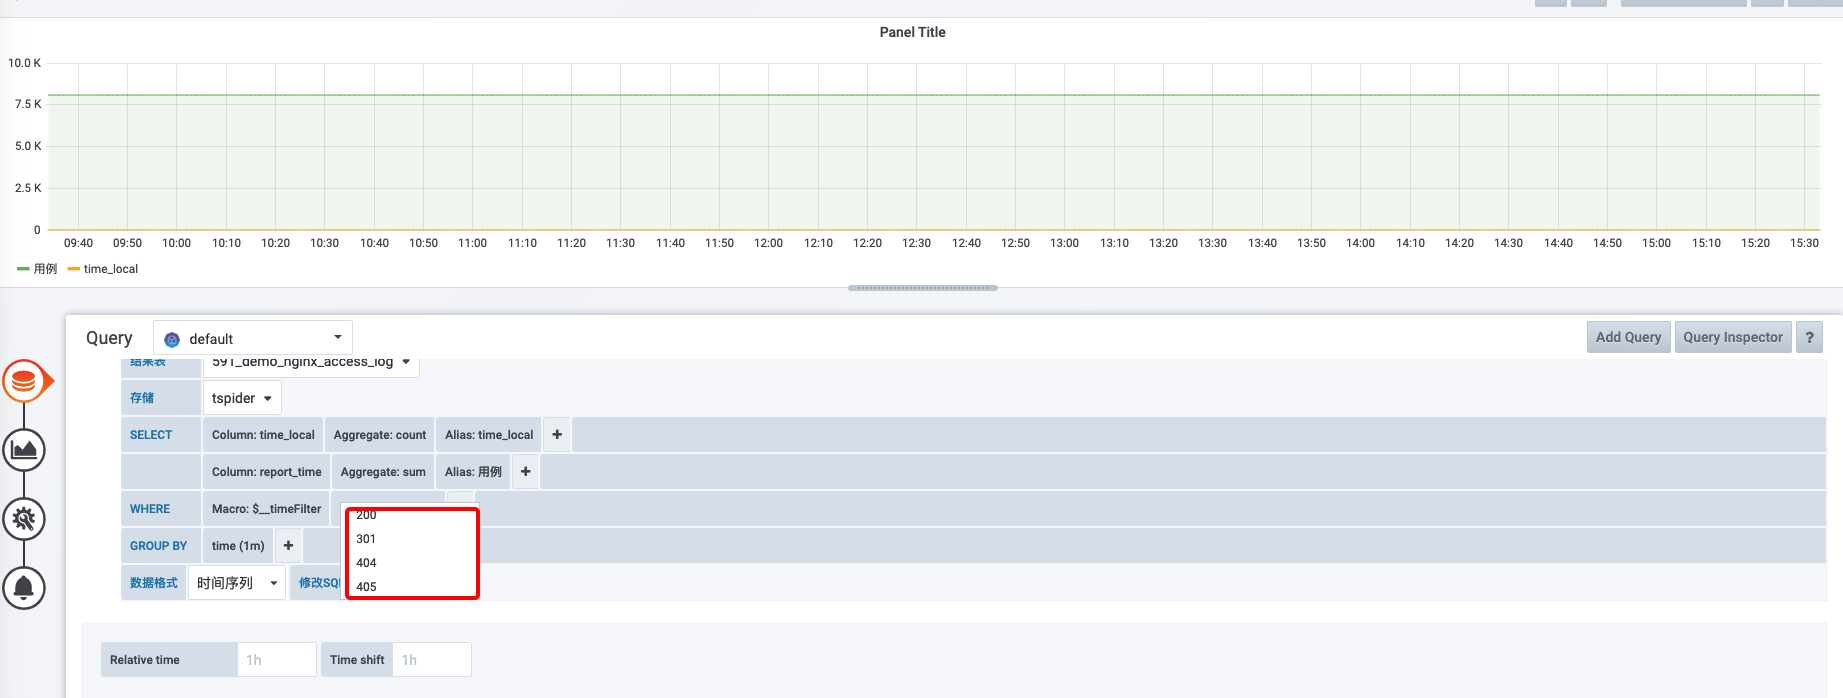 Panel Title
10.0 K
7.5 K
5.0 K
2.5 K
0
09:40 09:50 10:00 10:10 10:20 10:30 10:40 10:50 11:00 11:10 11:20 11:30 11:40 11:50 12:00 12:10 12:20 12:30 12:40 12:50 13:00 13:10 13:20 13:30 13:40 13:50 14:00 14:10 14:20 14:30 14:40 14:50 15:00 15:10 15:20 15:30
用例 time_local
Query default Add Query Query Inspector ?
结果表 591_demo_nginx_access_log
存储 tspider
SELECT Column: time_local Aggregate: count Alias: time_local +
Column: report_time Aggregate: sum Alias: 用例 +
WHERE Macro: $__timeFilter
200
301
GROUP BY time (1m) +
404
数据格式 时间序列 修改SQ
405
Relative time 1h Time shift 1h